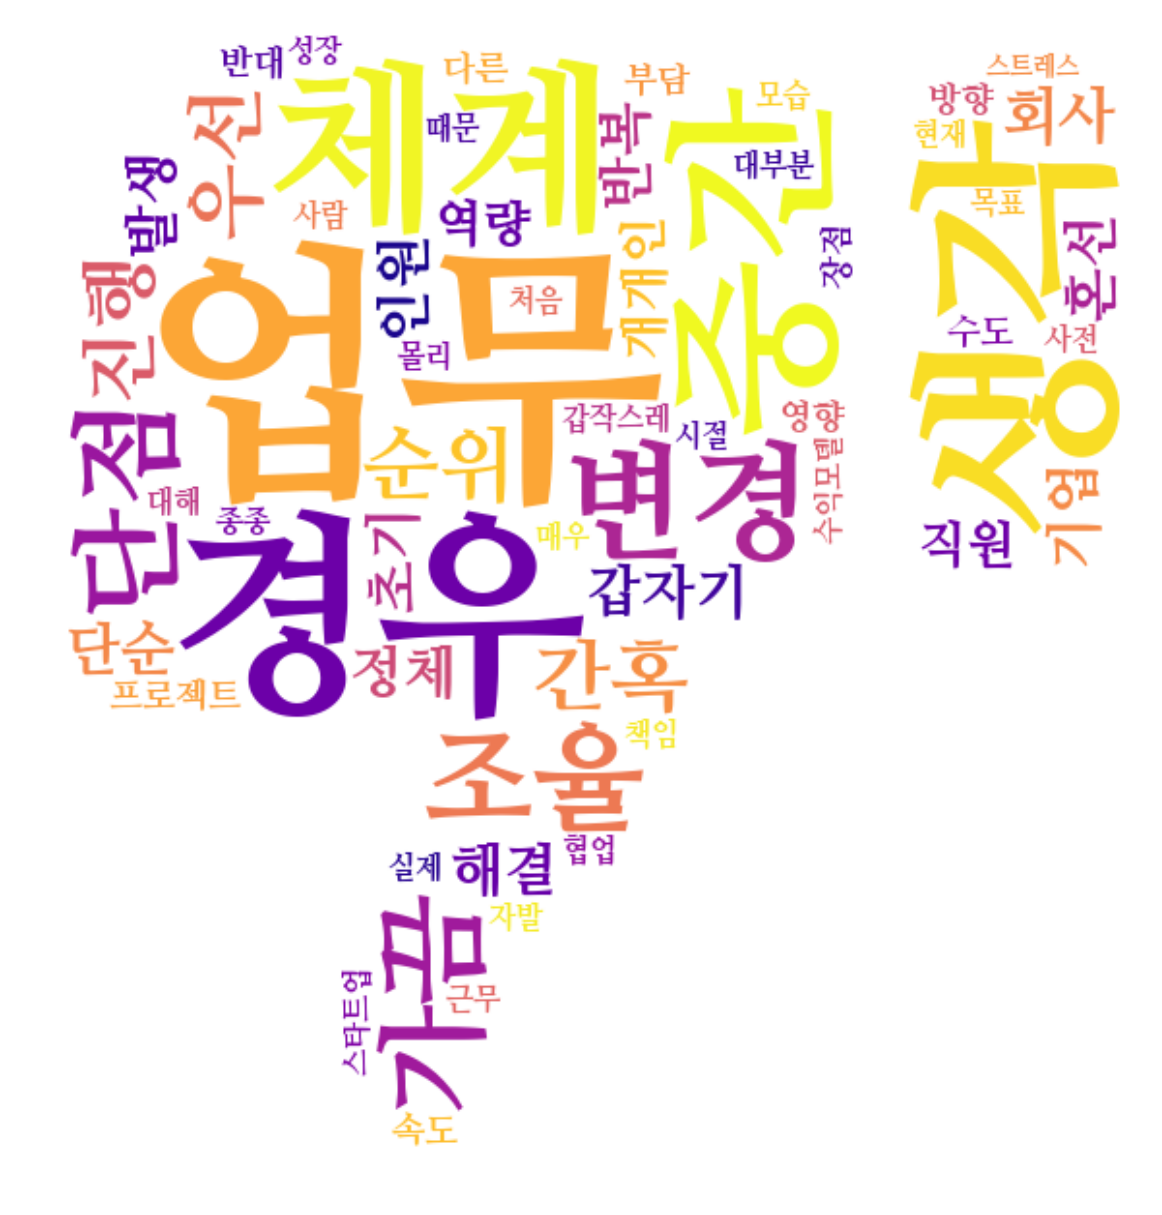 반대
성장
체계
다른
부담
모습
스트레스
방향
회사
현재
우선
때문
반복
중간
대부분
생각
목표
발생
사람
역량
개개인
장점
혼선
진행
업무
인원
처음
몰리
수도
사전
갑작스레
시절
영향
단점
대해
종종
순위
변경
수익모델
직원
기업
경우
초기
매우
갑자기
단순
프로젝트
정체
간혹
조율
책임
실제
해결
협업
가끔
자발
근무
스타트업
속도